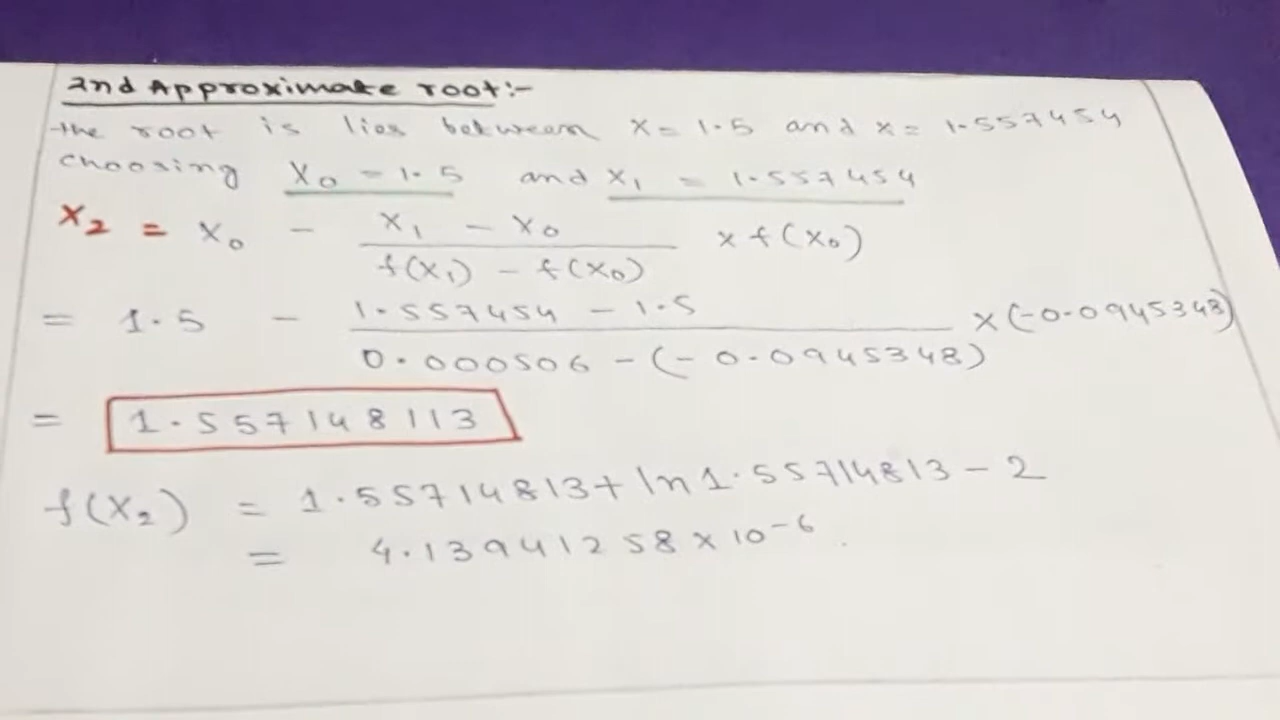 2nd Approximate root:-
The root is lies between x = 1.5 and x = 1.557454
choosing X₀ = 1.5 and x₁ = 1.557454
X₂ = X₀ - (X₁ - X₀) / (f(X₁) - f(X₀)) × f(X₀)
= 1.5 - (1.557454 - 1.5) / (0.000506 - (-0.0945348)) × (-0.0945348)
= 1.557148113
f(X₂) = 1.55714813 + ln 1.55714813 - 2
= 4.13941258 × 10⁻⁶.